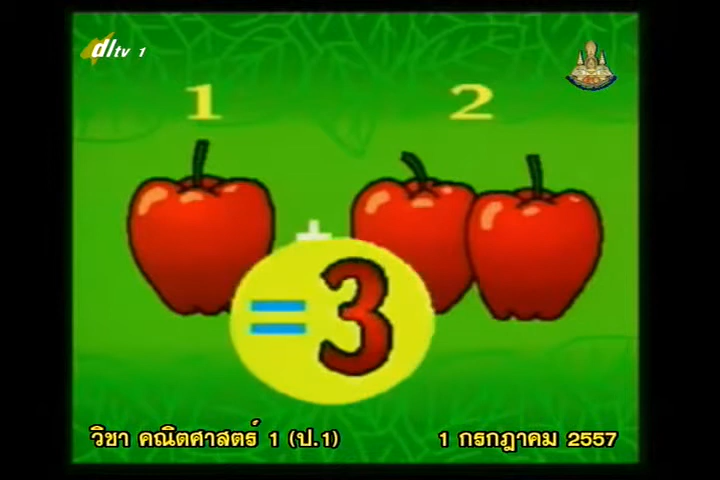 dltv 1
1 2
+
= 3
วิชา คณิตศาสตร์ 1 (ป.1) 1 กรกฎาคม 2557